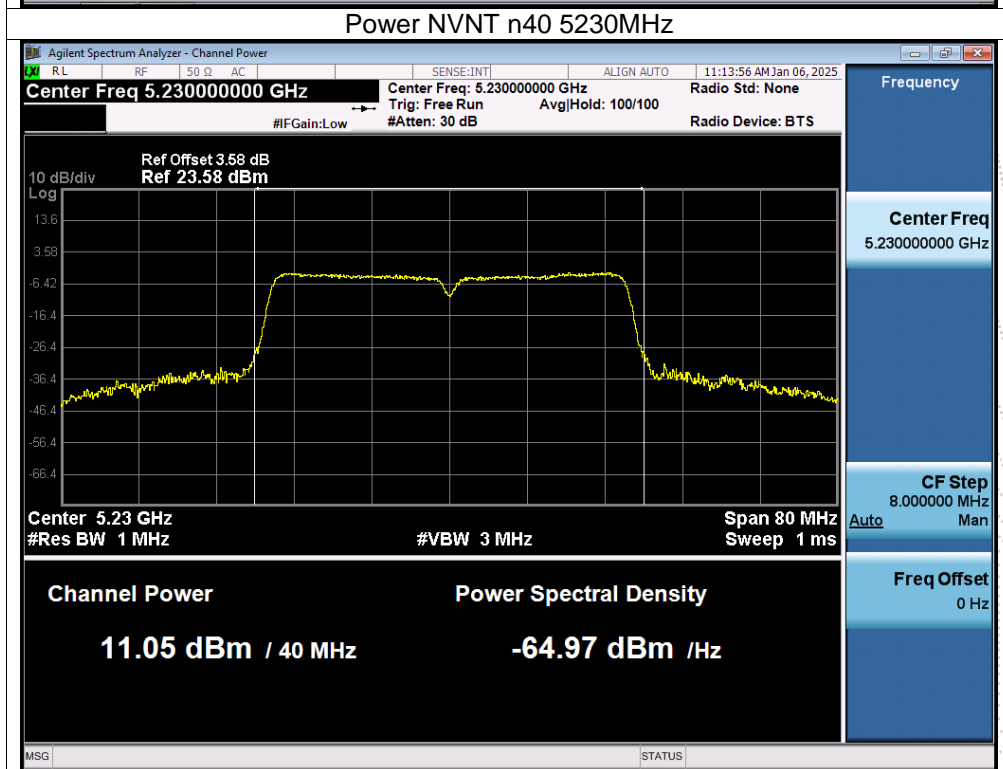 Power NVNT n40 5230MHz
Agilent Spectrum Analyzer - Channel Power
LXI RL RF 50 Ω AC SENSE:INT ALIGN AUTO 11:13:56 AM Jan 06, 2025
Center Freq 5.230000000 GHz
Center Freq: 5.230000000 GHz
Radio Std: None
Trig: Free Run Avg|Hold: 100/100
#IFGain:Low
#Atten: 30 dB
Radio Device: BTS
Ref Offset 3.58 dB
10 dB/div Ref 23.58 dBm
Log
13.6
3.58
-6.42
-16.4
-26.4
-36.4
-46.4
-56.4
-66.4
Center 5.23 GHz Span 80 MHz
#Res BW 1 MHz #VBW 3 MHz Sweep 1 ms
Channel Power Power Spectral Density
11.05 dBm / 40 MHz -64.97 dBm /Hz
Frequency
Center Freq
5.230000000 GHz
CF Step
8.000000 MHz
Auto Man
Freq Offset
0 Hz
MSG STATUS